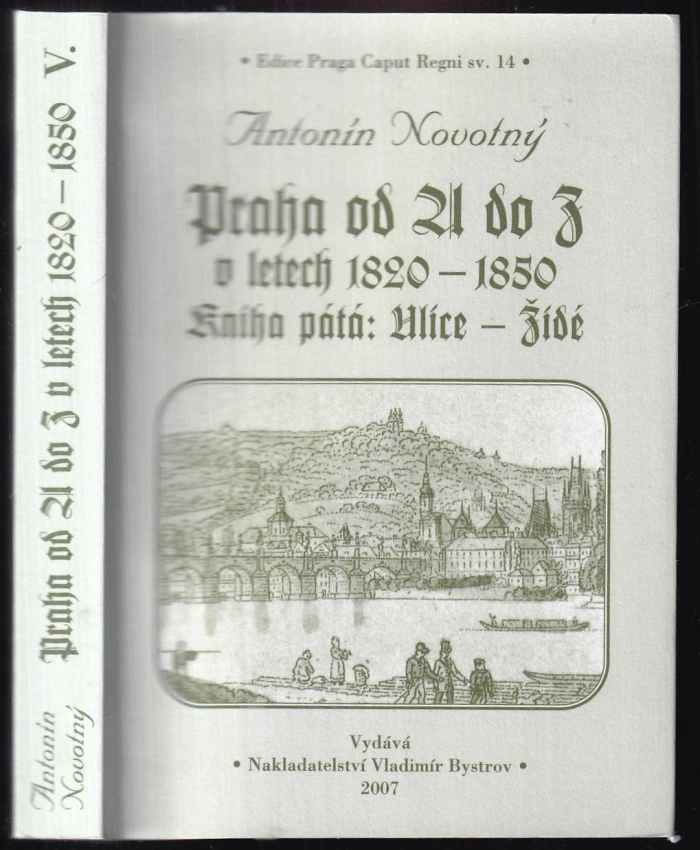 • Edice Praga Caput Regni sv. 14 •
Antonín Novotný
Praha od A do Z
v letech 1820 – 1850
Kniha pátá: Ulice – Židé
Vydává
• Nakladatelství Vladimír Bystrov •
2007
Antonín
Novotný
Praha od A do Z v letech 1820 – 1850 V.